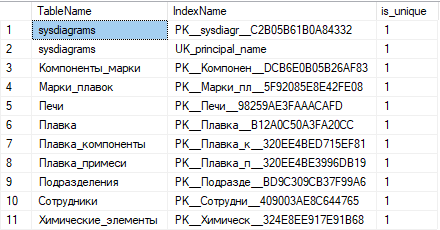 TableName IndexName is_unique
1 sysdiagrams PK__sysdiagr__C2B05B61B0A84332 1
2 sysdiagrams UK_principal_name 1
3 Компоненты_марки PK__Компонен__DCB6E0B05B26AF83 1
4 Марки_плавок PK__Марки_пл__5F92085E8E42FE08 1
5 Печи PK__Печи__98259AE3FAAACAFD 1
6 Плавка PK__Плавка__B12A0C50A3FA20CC 1
7 Плавка_компоненты PK__Плавка_к__320EE4BED715EF81 1
8 Плавка_примеси PK__Плавка_п__320EE4BE3996DB19 1
9 Подразделения PK__Подразде__BD9C309CB37F99A6 1
10 Сотрудники PK__Сотрудни__409003AE8C644765 1
11 Химические_элементы PK__Химическ__324E8EE917E91B68 1